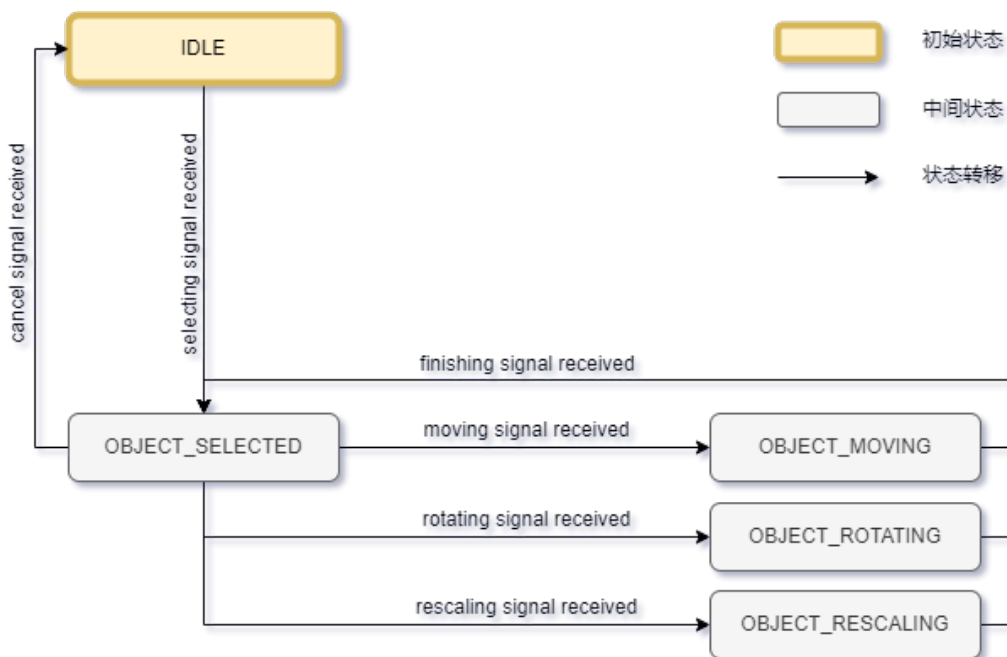 IDLE
初始状态
中间状态
状态转移
cancel signal received
selecting signal received
finishing signal received
OBJECT_SELECTED
moving signal received
OBJECT_MOVING
rotating signal received
OBJECT_ROTATING
rescaling signal received
OBJECT_RESCALING